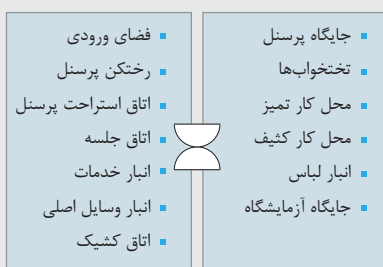 جایگاه پرسنل
تختخواب‌ها
محل کار تمیز
محل کار کثیف
انبار لباس
جایگاه آزمایشگاه
فضای ورودی
رختکن پرسنل
اتاق استراحت پرسنل
اتاق جلسه
انبار خدمات
انبار وسایل اصلی
اتاق کشیک